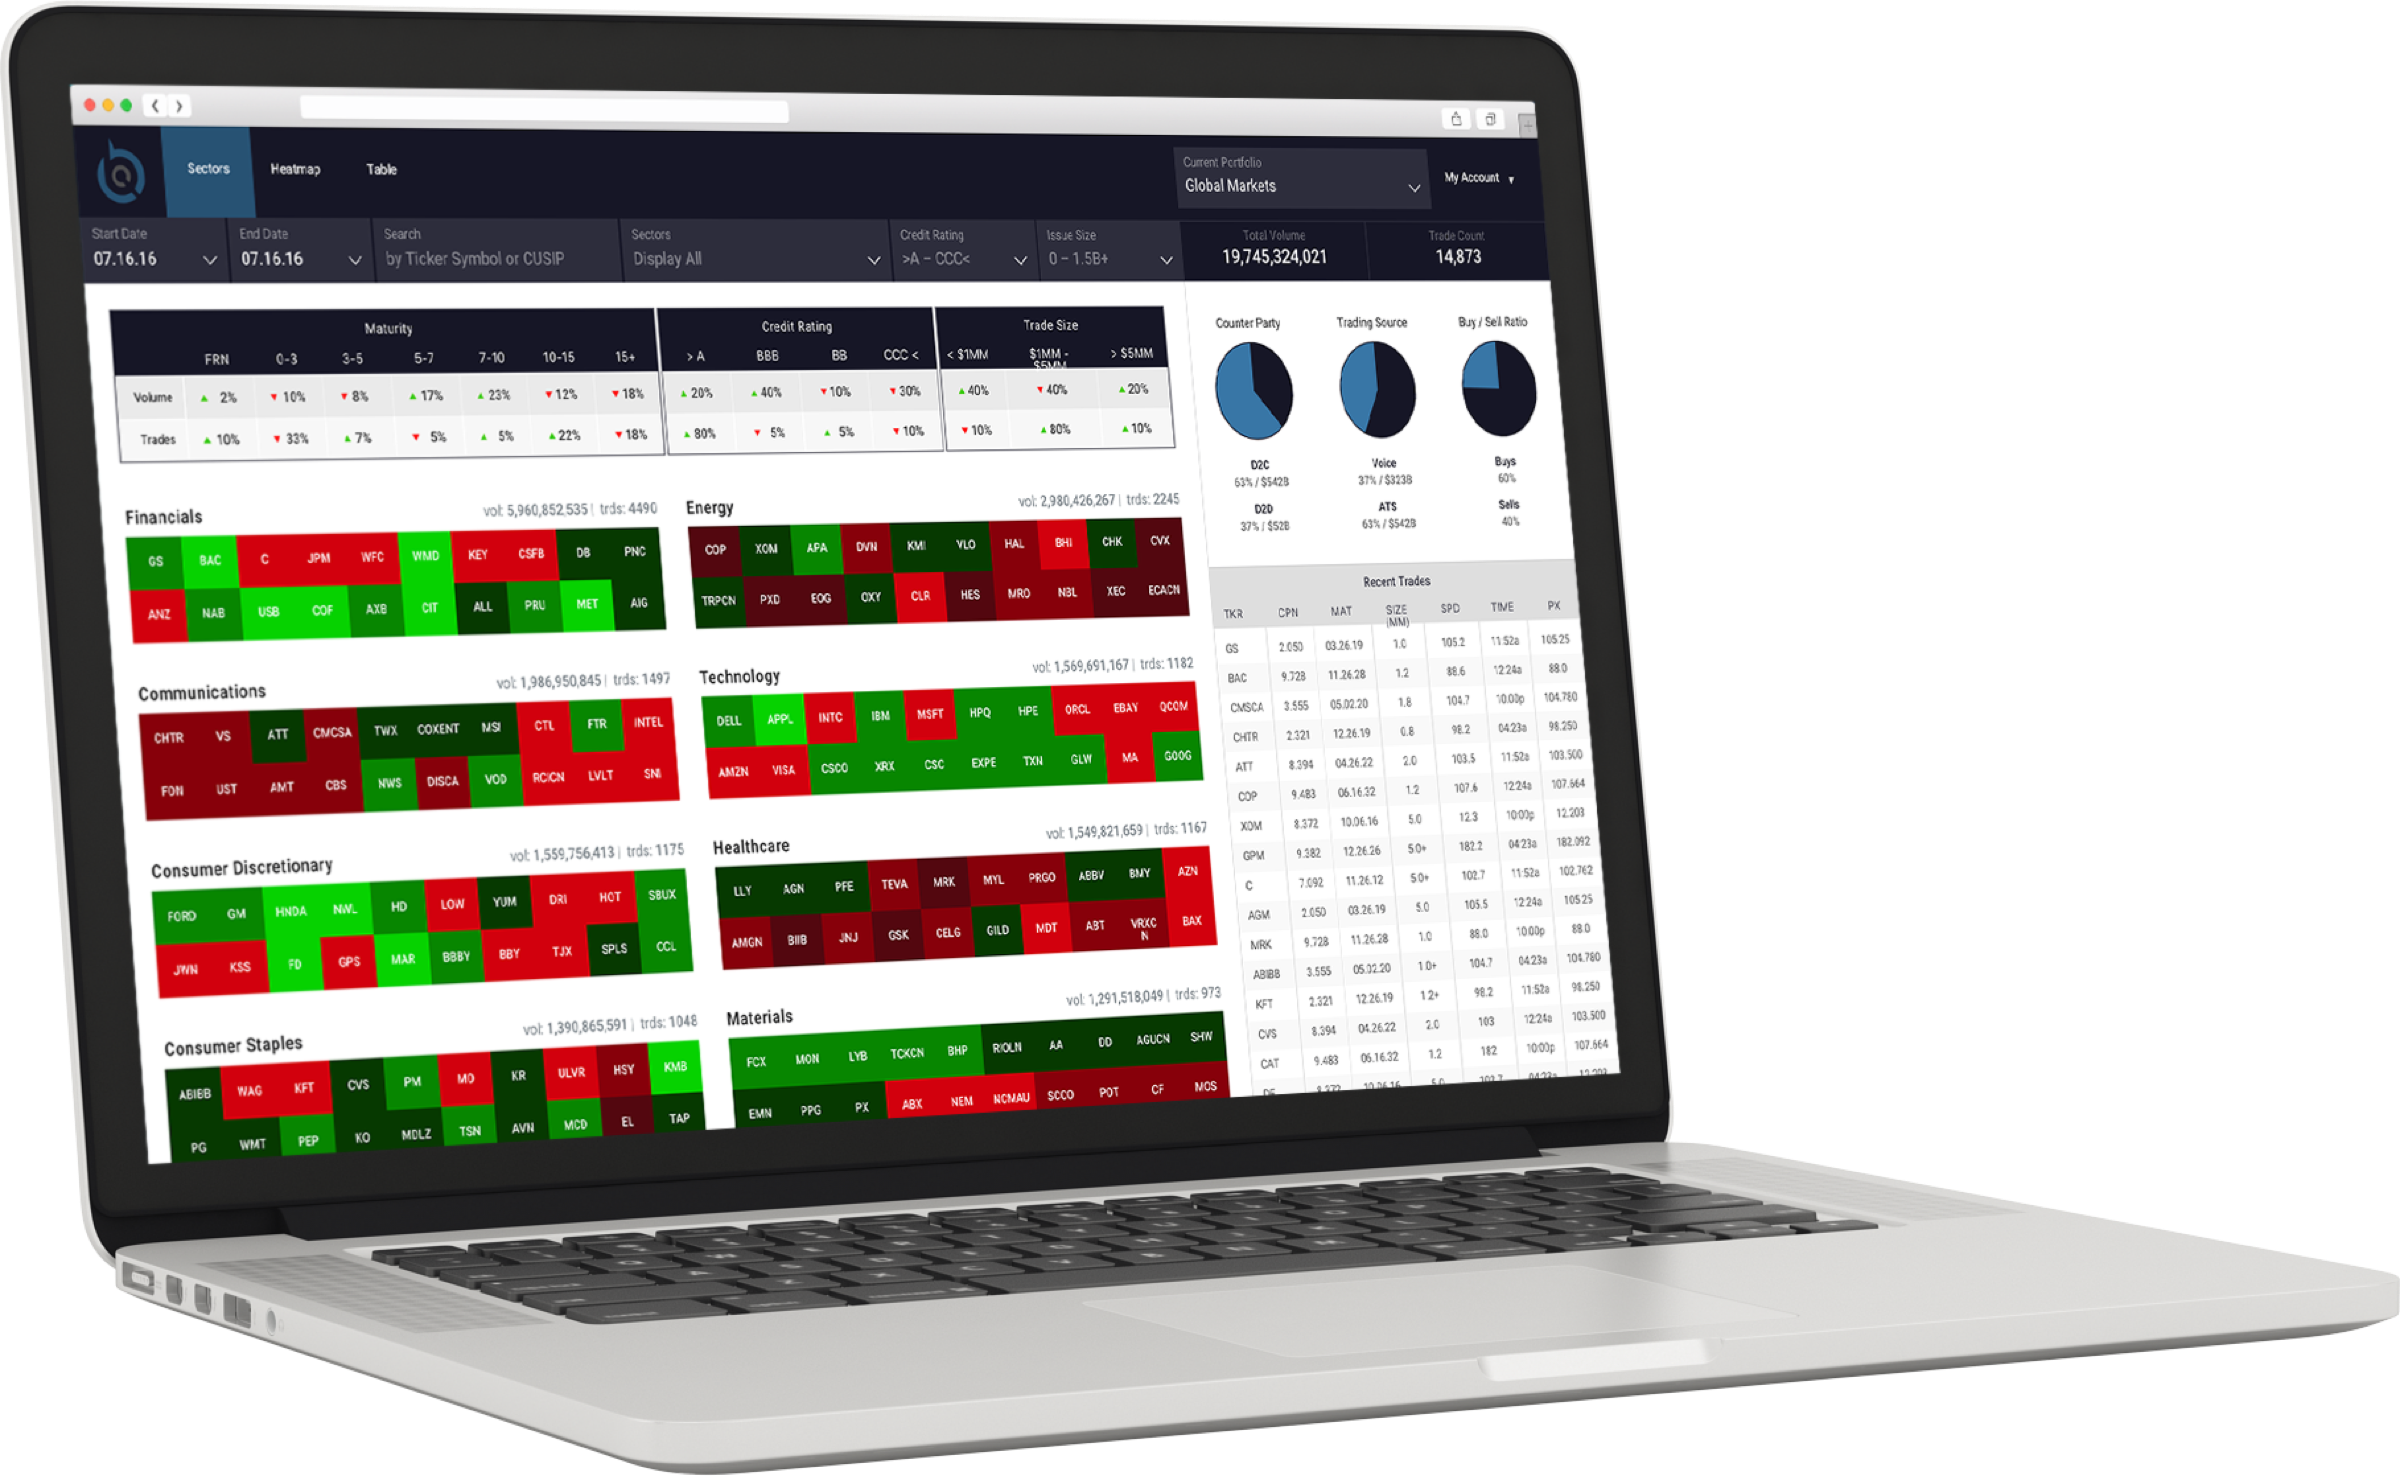 Sectors Heatmap Table
Current Portfolio
Global Markets
My Account
Start Date End Date Search Sectors Credit Rating Issue Size Total Volume Trade Count
07.16.16 07.16.16 by Ticker Symbol or CUSIP Display All >A – CCC< 0 – 1.5B+ 19,745,324,021 14,873
Maturity Credit Rating Trade Size
FRN 0-3 3-5 5-7 7-10 10-15 15+ > A BBB BB CCC < < $1MM $1MM - $5MM > $5MM
Volume 2% 10% 8% 17% 23% 12% 18% 20% 40% 10% 30% 40% 40% 20%
Trades 10% 33% 7% 5% 5% 22% 18% 80% 5% 5% 10% 10% 80% 10%
Financials vol: 5,960,852,535 | trds: 4490
GS BAC C JPM WFC WMD KEY CSFB DB PNC
ANZ NAB USB COF AXB CIT ALL PRU MET AIG
Energy vol: 2,980,426,267 | trds: 2245
COP XOM APA DVN KMI VLO HAL BHI CHK CVX
TRPCN PXD EOG OXY CLR HES MRO NBL XEC ECACN
Communications vol: 1,986,950,845 | trds: 1497
CHTR VS ATT CMCSA TWX COXENT MSI CTL FTR INTEL
FON UST AMT CBS NWS DISCA VOD RCICN LVLT SNI
Technology vol: 1,569,691,167 | trds: 1182
DELL APPL INTC IBM MSFT HPQ HPE ORCL EBAY QCOM
AMZN VISA CSCO XRX CSC EXPE TXN GLW MA GOOG
Consumer Discretionary vol: 1,559,756,413 | trds: 1175
FORD GM HNDA NWL HD LOW YUM DRI HOT SBUX
JWN KSS FD GPS MAR BBBY BBY TJX SPLS CCL
Healthcare vol: 1,549,821,659 | trds: 1167
LLY AGN PFE TEVA MRK MYL PRGO ABBV BMY AZN
AMGN BIIB JNJ GSK CELG GILD MDT ABT VRXCN BAX
Consumer Staples vol: 1,390,865,591 | trds: 1048
ABIBB WAG KFT CVS PM MO KR ULVR HSY KMB
PG WMT PEP KO MDLZ TSN AVN MCD EL TAP
Materials vol: 1,291,518,049 | trds: 973
FCX MON LYB TCKCN BHP RIOLN AA DD AGUCN SHW
EMN PPG PX ABX NEM NCMAU SCCO POT CF MOS
Counter Party Trading Source Buy / Sell Ratio
D2C Voice Buys
63% / $542B 37% / $323B 60%
D2D ATS Sells
37% / $52B 63% / $542B 40%
Recent Trades
TKR CPN MAT SIZE (MM) SPD TIME PX
GS 2.050 03.26.19 1.0 105.2 11:52a 105.25
BAC 9.728 11.26.28 1.2 88.6 12:24a 88.0
CMSCA 3.555 05.02.20 1.8 104.7 10:00p 104.780
CHTR 2.321 12.26.19 0.8 98.2 04:23a 98.250
ATT 8.394 04.26.22 2.0 103.5 11:52a 103.500
COP 9.483 06.16.32 1.2 107.6 12:24a 107.664
XOM 8.372 10.06.16 5.0 12.3 10:00p 12.203
GPM 9.382 12.26.26 5.0+ 182.2 04:23a 182.092
C 7.092 11.26.12 5.0+ 102.7 11:52a 102.762
AGM 2.050 03.26.19 5.0 105.5 12:24a 105.25
MRK 9.728 11.26.28 1.0 88.0 10:00p 88.0
ABIBB 3.555 05.02.20 1.0+ 104.7 04:23a 104.780
KFT 2.321 12.26.19 1.2+ 98.2 11:52a 98.250
CVS 8.394 04.26.22 2.0 103 12:24a 103.500
CAT 9.483 06.16.32 1.2 182 10:00p 107.664
8.372 10.06.16 5.0 102.7 04:23a 12.203